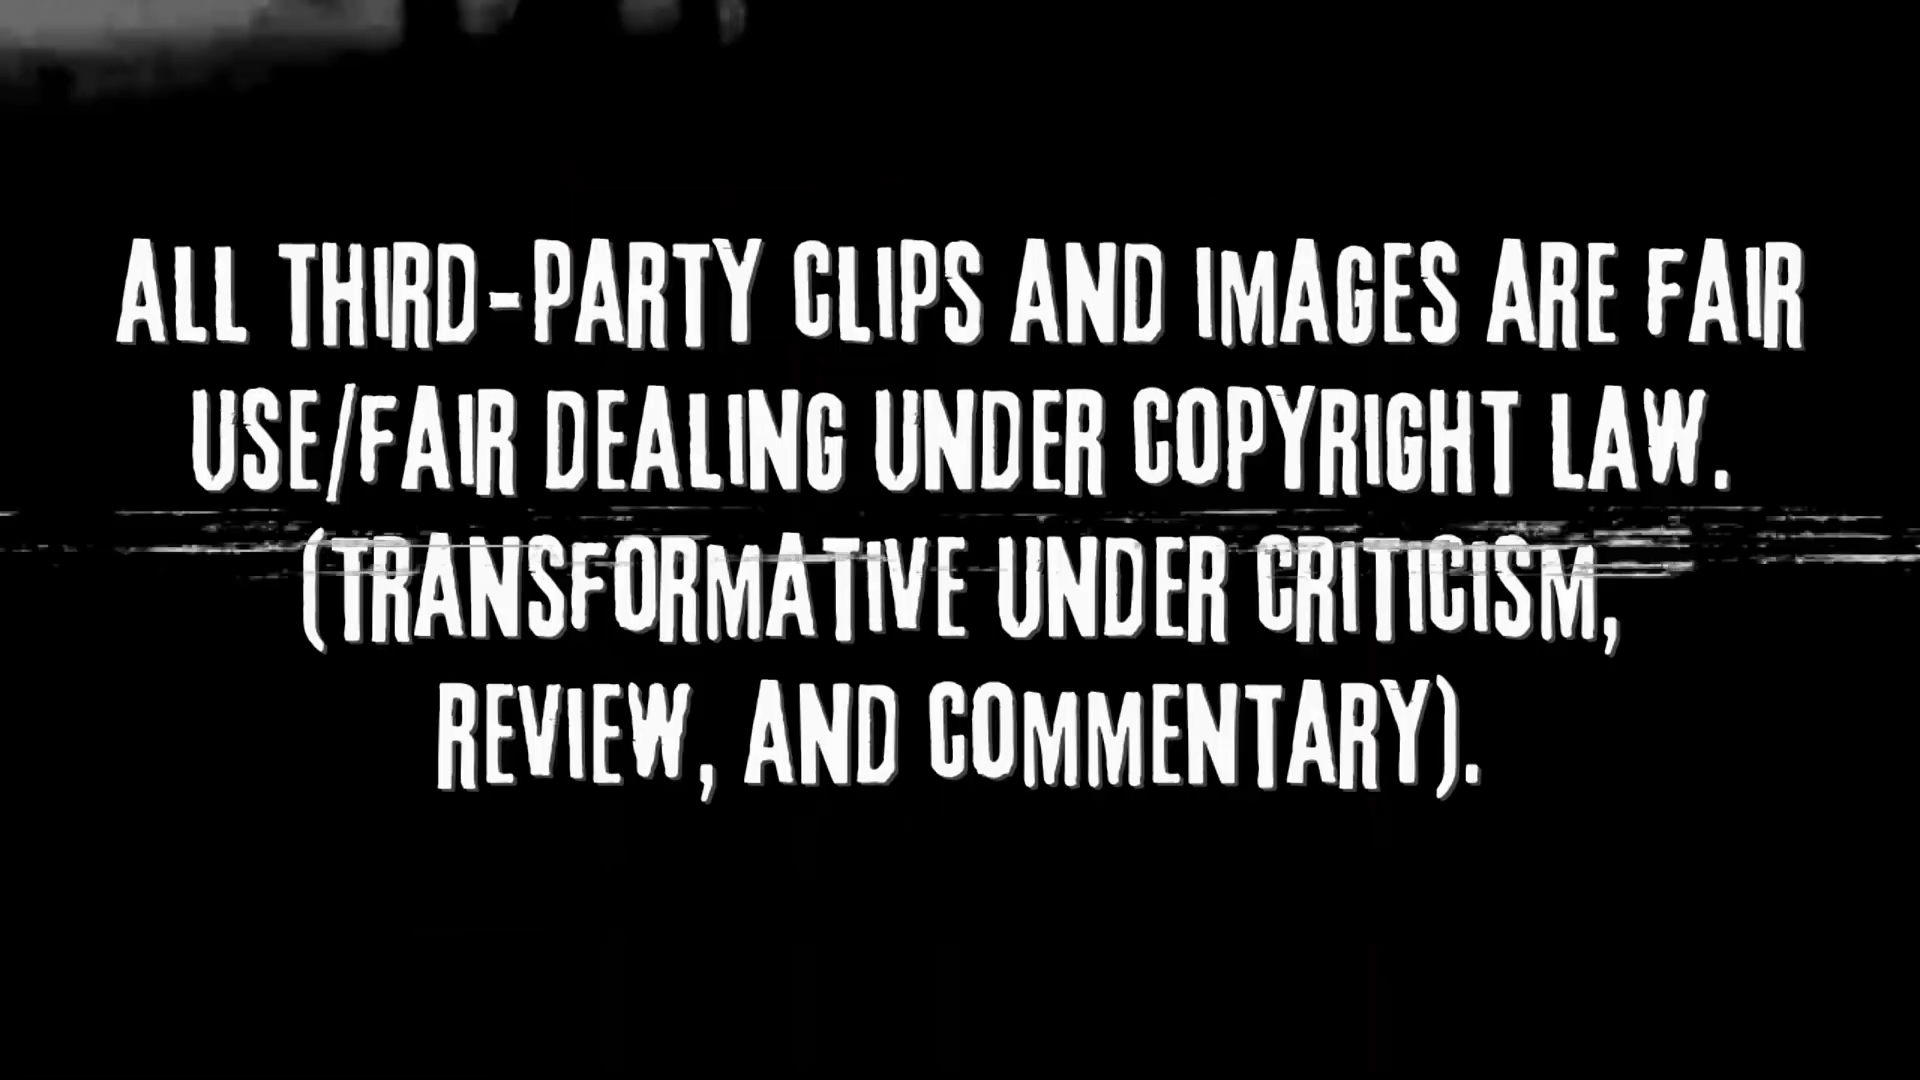 ALL THIRD-PARTY CLIPS AND IMAGES ARE FAIR
USE/FAIR DEALING UNDER COPYRIGHT LAW.
(TRANSFORMATIVE UNDER CRITICISM,
REVIEW, AND COMMENTARY).